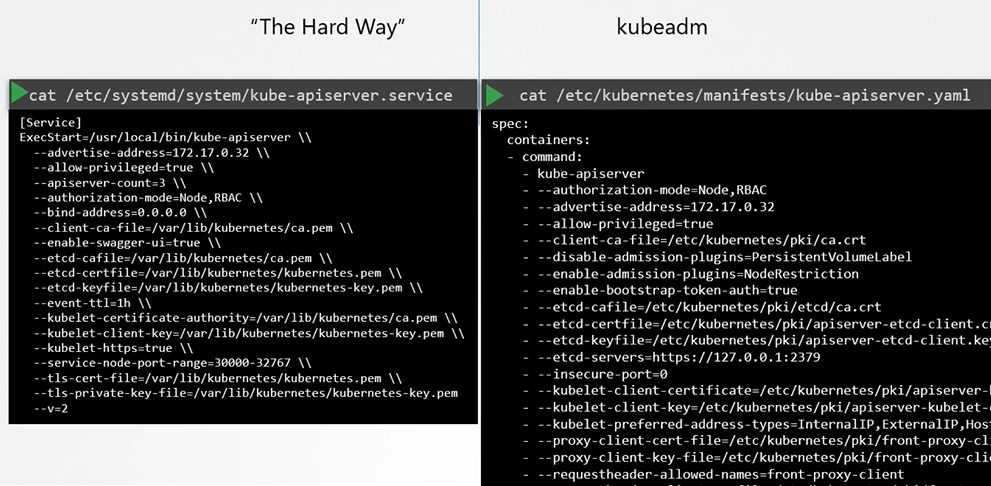 “The Hard Way”
cat /etc/systemd/system/kube-apiserver.service
[Service]
ExecStart=/usr/local/bin/kube-apiserver \\
--advertise-address=172.17.0.32 \\
--allow-privileged=true \\
--apiserver-count=3 \\
--authorization-mode=Node,RBAC \\
--bind-address=0.0.0.0 \\
--client-ca-file=/var/lib/kubernetes/ca.pem \\
--enable-swagger-ui=true \\
--etcd-cafile=/var/lib/kubernetes/ca.pem \\
--etcd-certfile=/var/lib/kubernetes/kubernetes.pem \\
--etcd-keyfile=/var/lib/kubernetes/kubernetes-key.pem \\
--event-ttl=1h \\
--kubelet-certificate-authority=/var/lib/kubernetes/ca.pem \\
--kubelet-client-key=/var/lib/kubernetes/kubernetes-key.pem \\
--kubelet-https=true \\
--service-node-port-range=30000-32767 \\
--tls-cert-file=/var/lib/kubernetes/kubernetes.pem \\
--tls-private-key-file=/var/lib/kubernetes/kubernetes-key.pem
--v=2
kubeadm
cat /etc/kubernetes/manifests/kube-apiserver.yaml
spec:
containers:
- command:
- kube-apiserver
- --authorization-mode=Node,RBAC
- --advertise-address=172.17.0.32
- --allow-privileged=true
- --client-ca-file=/etc/kubernetes/pki/ca.crt
- --disable-admission-plugins=PersistentVolumeLabel
- --enable-admission-plugins=NodeRestriction
- --enable-bootstrap-token-auth=true
- --etcd-cafile=/etc/kubernetes/pki/etcd/ca.crt
- --etcd-certfile=/etc/kubernetes/pki/apiserver-etcd-client.c
- --etcd-keyfile=/etc/kubernetes/pki/apiserver-etcd-client.key
- --etcd-servers=https://127.0.0.1:2379
- --insecure-port=0
- --kubelet-client-certificate=/etc/kubernetes/pki/apiserver-
- --kubelet-client-key=/etc/kubernetes/pki/apiserver-kubelet-
- --kubelet-preferred-address-types=InternalIP,ExternalIP,Hos
- --proxy-client-cert-file=/etc/kubernetes/pki/front-proxy-cl
- --proxy-client-key-file=/etc/kubernetes/pki/front-proxy-cli
- --requestheader-allowed-names=front-proxy-client